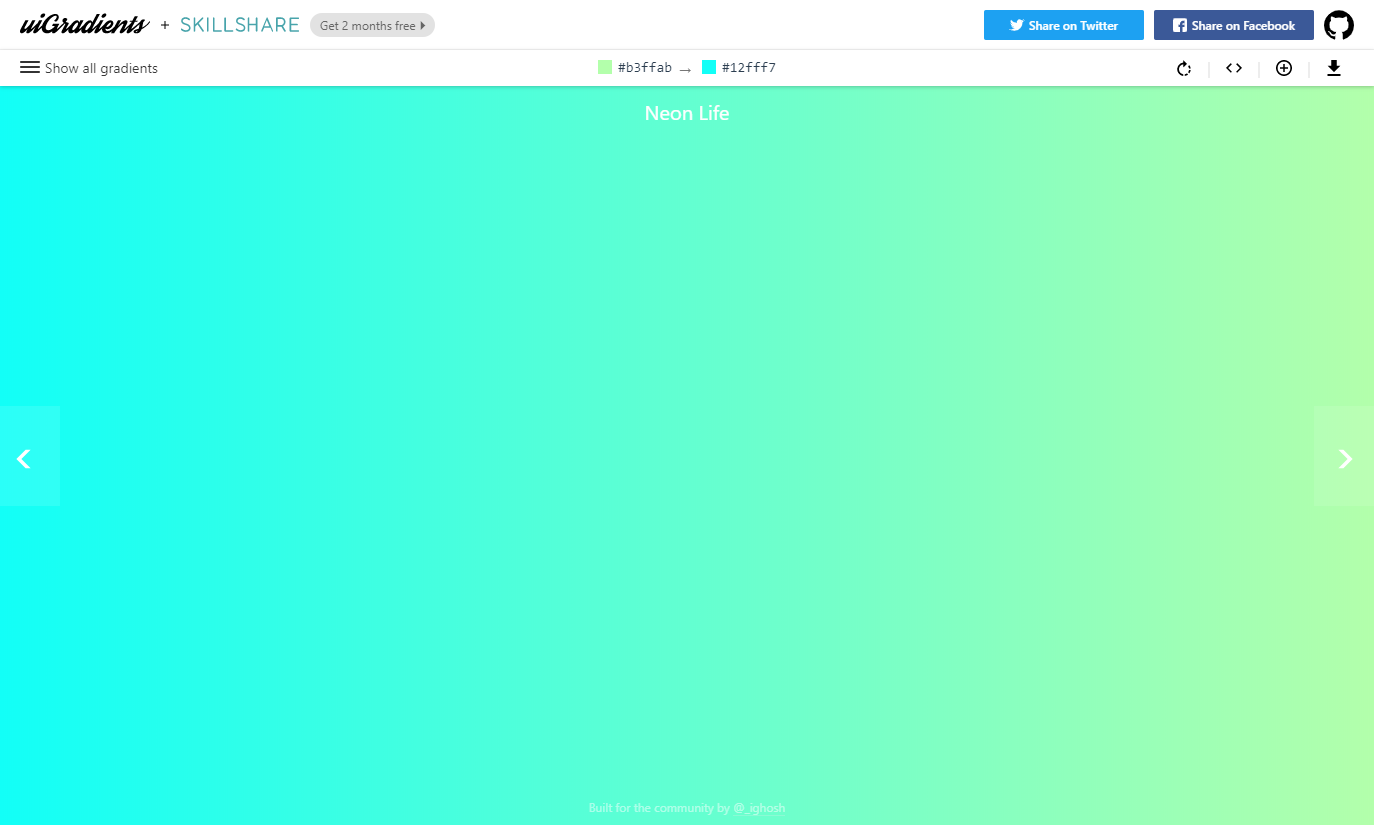 uiGradients + SKILLSHARE Get 2 months free
Share on Twitter
Share on Facebook
Show all gradients
#b3ffab → #12fff7
Neon Life
Built for the community by @_ighosh